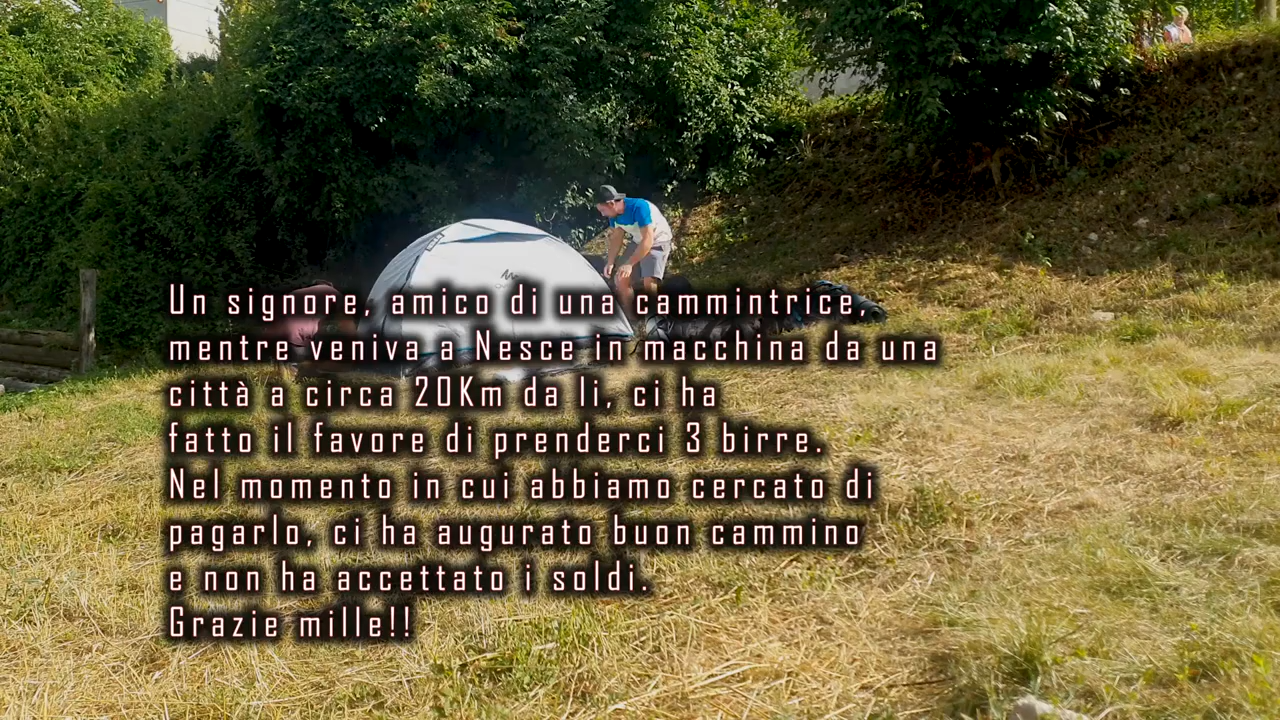 Un signore, amico di una cammintrice,
mentre veniva a Nesce in macchina da una
città a circa 20Km da li, ci ha
fatto il favore di prenderci 3 birre.
Nel momento in cui abbiamo cercato di
pagarlo, ci ha augurato buon cammino
e non ha accettato i soldi.
Grazie mille!!